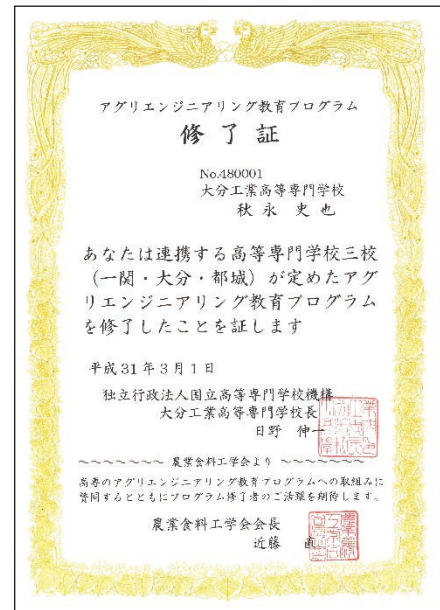 アグリエンジニアリング教育プログラム
修了証
No.480001
大分工業高等専門学校
秋永 史也
あなたは連携する高等専門学校三校
（一関・大分・都城）が定めたアグ
リエンジニアリング教育プログラム
を修了したことを証します
平成31年3月1日
独立行政法人国立高等専門学校機構
大分工業高等専門学校長
日野 伸一
～～～～～～～ 農業食料工学会より ～～～～～～～
高専のアグリエンジニアリング教育プログラムへの取組みに
賛同するとともにプログラム修了者のご活躍を期待します。
農業食料工学会会長
近藤 直